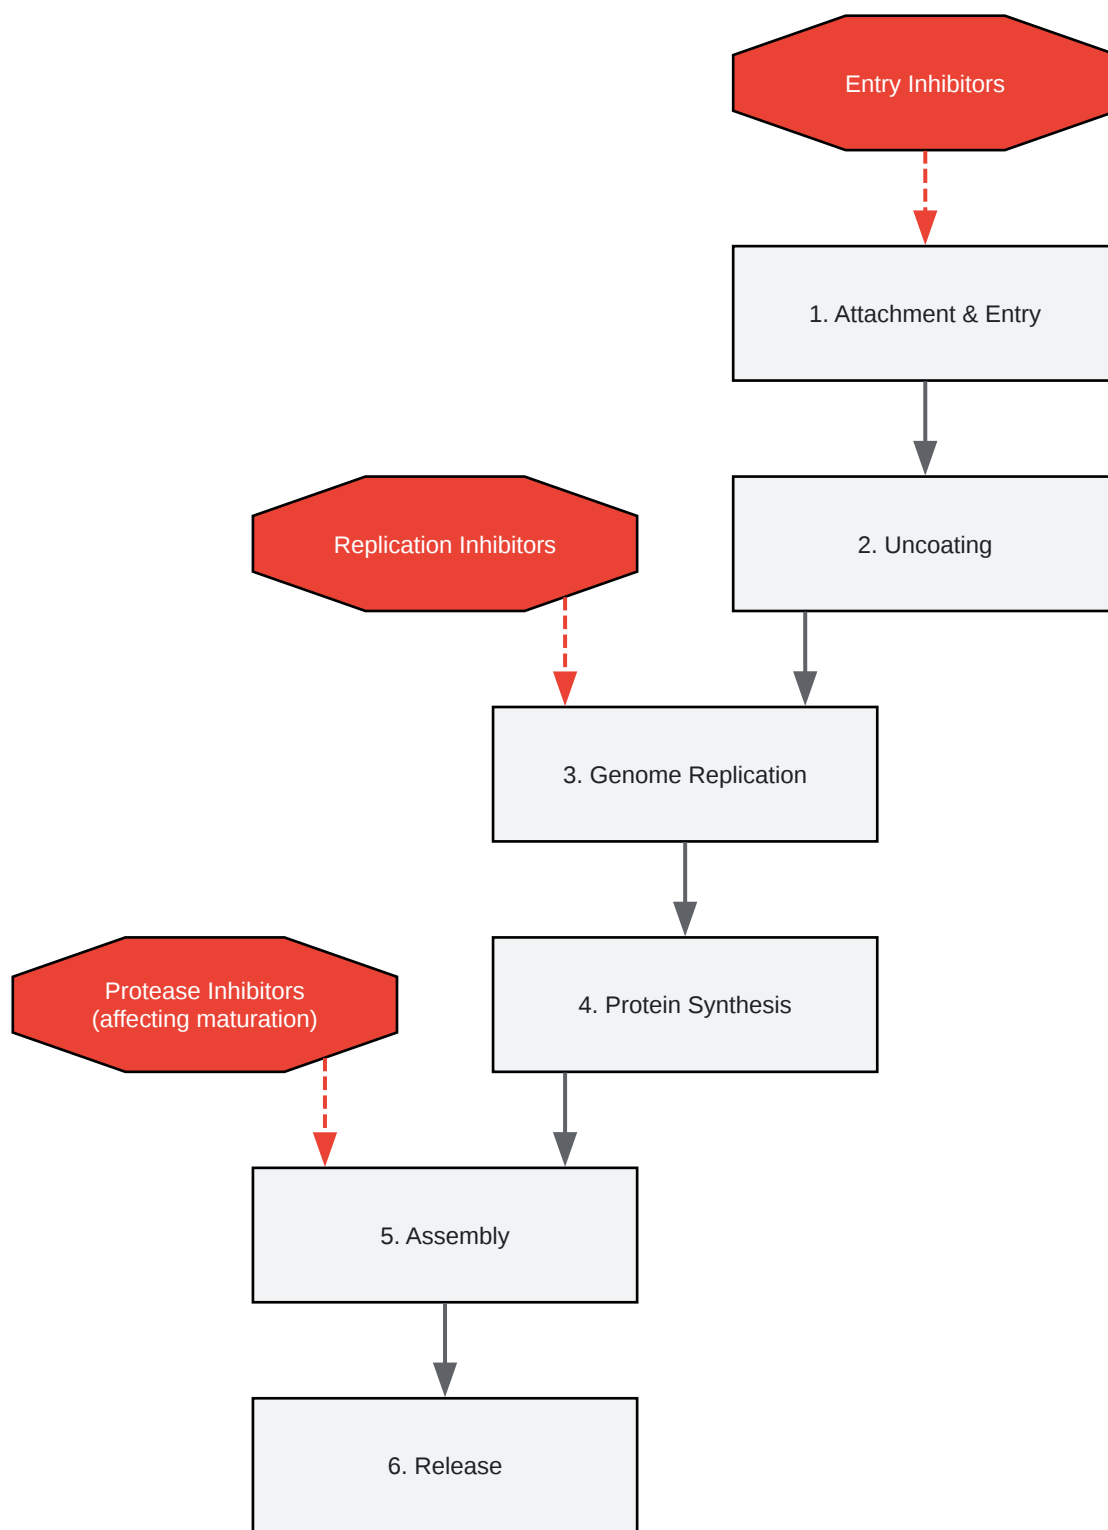 Entry Inhibitors
1. Attachment & Entry
Replication Inhibitors
2. Uncoating
3. Genome Replication
Protease Inhibitors
(affecting maturation)
4. Protein Synthesis
5. Assembly
6. Release